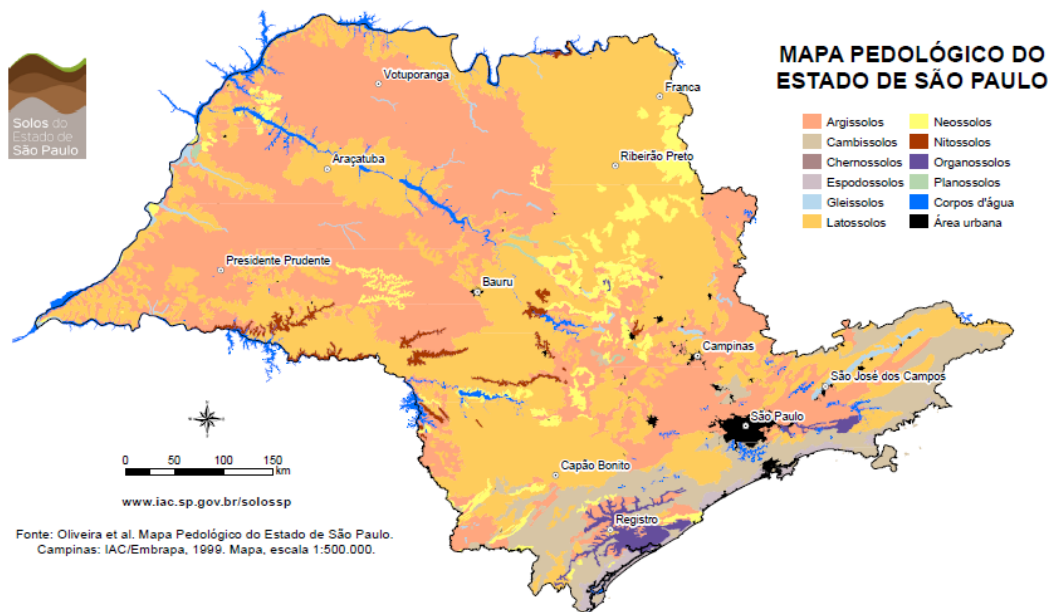 Solos do
Estado de
São Paulo
MAPA PEDOLÓGICO DO
ESTADO DE SÃO PAULO
Argissolos
Cambissolos
Chernossolos
Espodossolos
Gleissolos
Latossolos
Neossolos
Nitossolos
Organossolos
Planossolos
Corpos d'água
Área urbana
Votuporanga
Franca
Araçatuba
Ribeirão Preto
Presidente Prudente
Bauru
Campinas
São José dos Campos
São Paulo
Capão Bonito
Registro
0 50 100 150
km
www.iac.sp.gov.br/solossp
Fonte: Oliveira et al. Mapa Pedológico do Estado de São Paulo.
Campinas: IAC/Embrapa, 1999. Mapa, escala 1:500.000.